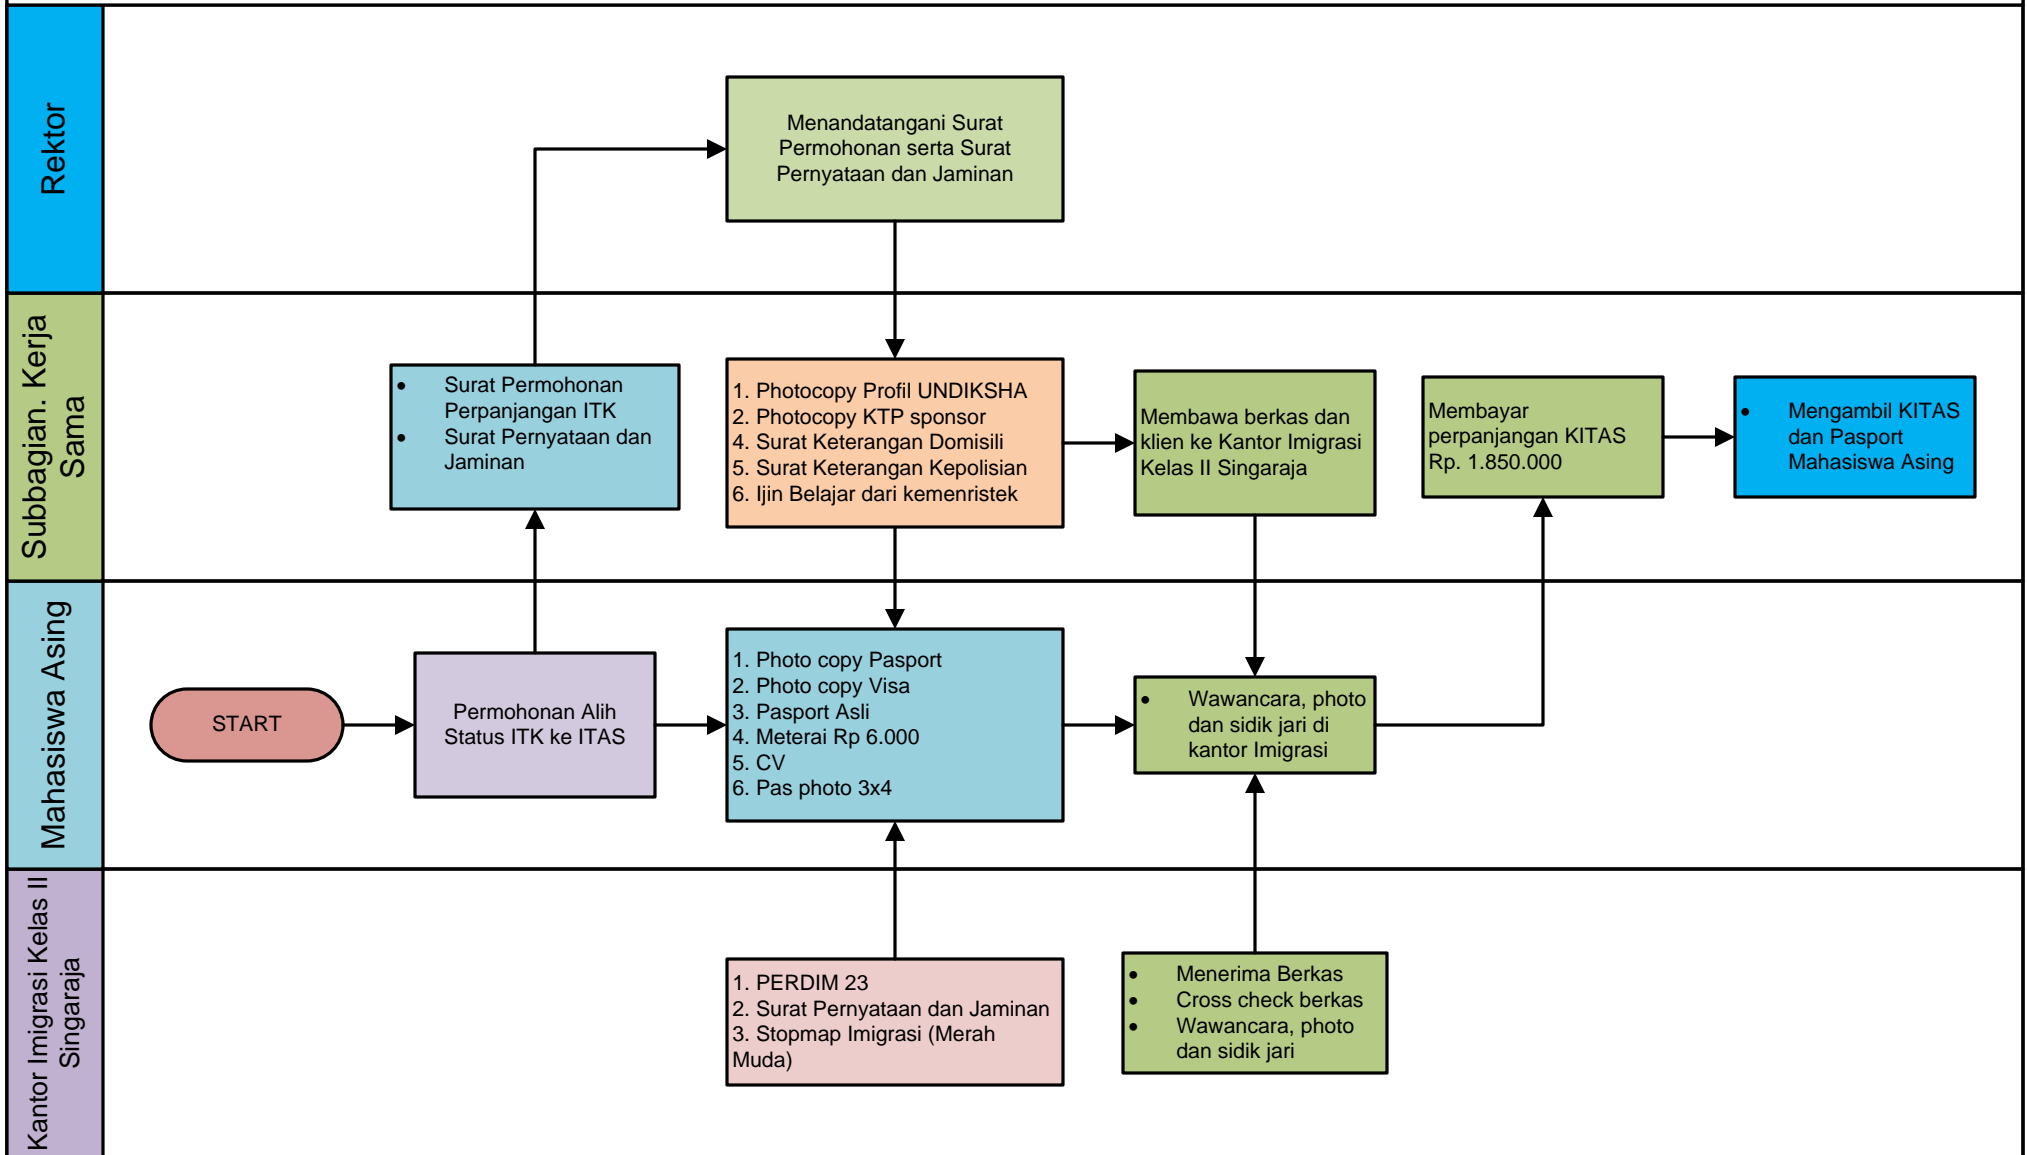 Rektor
Menandatangani Surat
Permohonan serta Surat
Pernyataan dan Jaminan
Subbagian. Kerja
Sama
• Surat Permohonan
Perpanjangan ITK
• Surat Pernyataan dan
Jaminan
1. Photocopy Profil UNDIKSHA
2. Photocopy KTP sponsor
4. Surat Keterangan Domisili
5. Surat Keterangan Kepolisian
6. Ijin Belajar dari kemenristek
Membawa berkas dan
klien ke Kantor Imigrasi
Kelas II Singaraja
Membayar
perpanjangan KITAS
Rp. 1.850.000
• Mengambil KITAS
dan Pasport
Mahasiswa Asing
Mahasiswa Asing
START
Permohonan Alih
Status ITK ke ITAS
1. Photo copy Pasport
2. Photo copy Visa
3. Pasport Asli
4. Meterai Rp 6.000
5. CV
6. Pas photo 3x4
• Wawancara, photo
dan sidik jari di
kantor Imigrasi
Kantor Imigrasi Kelas II
Singaraja
1. PERDIM 23
2. Surat Pernyataan dan Jaminan
3. Stopmap Imigrasi (Merah
Muda)
• Menerima Berkas
• Cross check berkas
• Wawancara, photo
dan sidik jari